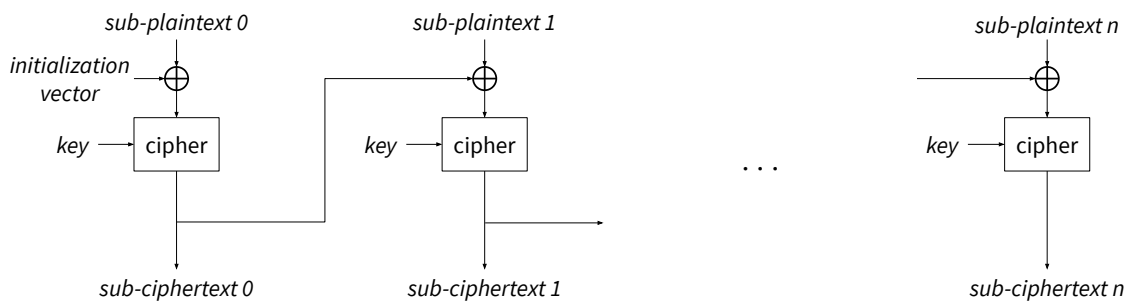 sub-plaintext 0
sub-plaintext 1
sub-plaintext n
initialization
vector
key
cipher
key
cipher
. . .
key
cipher
sub-ciphertext 0
sub-ciphertext 1
sub-ciphertext n